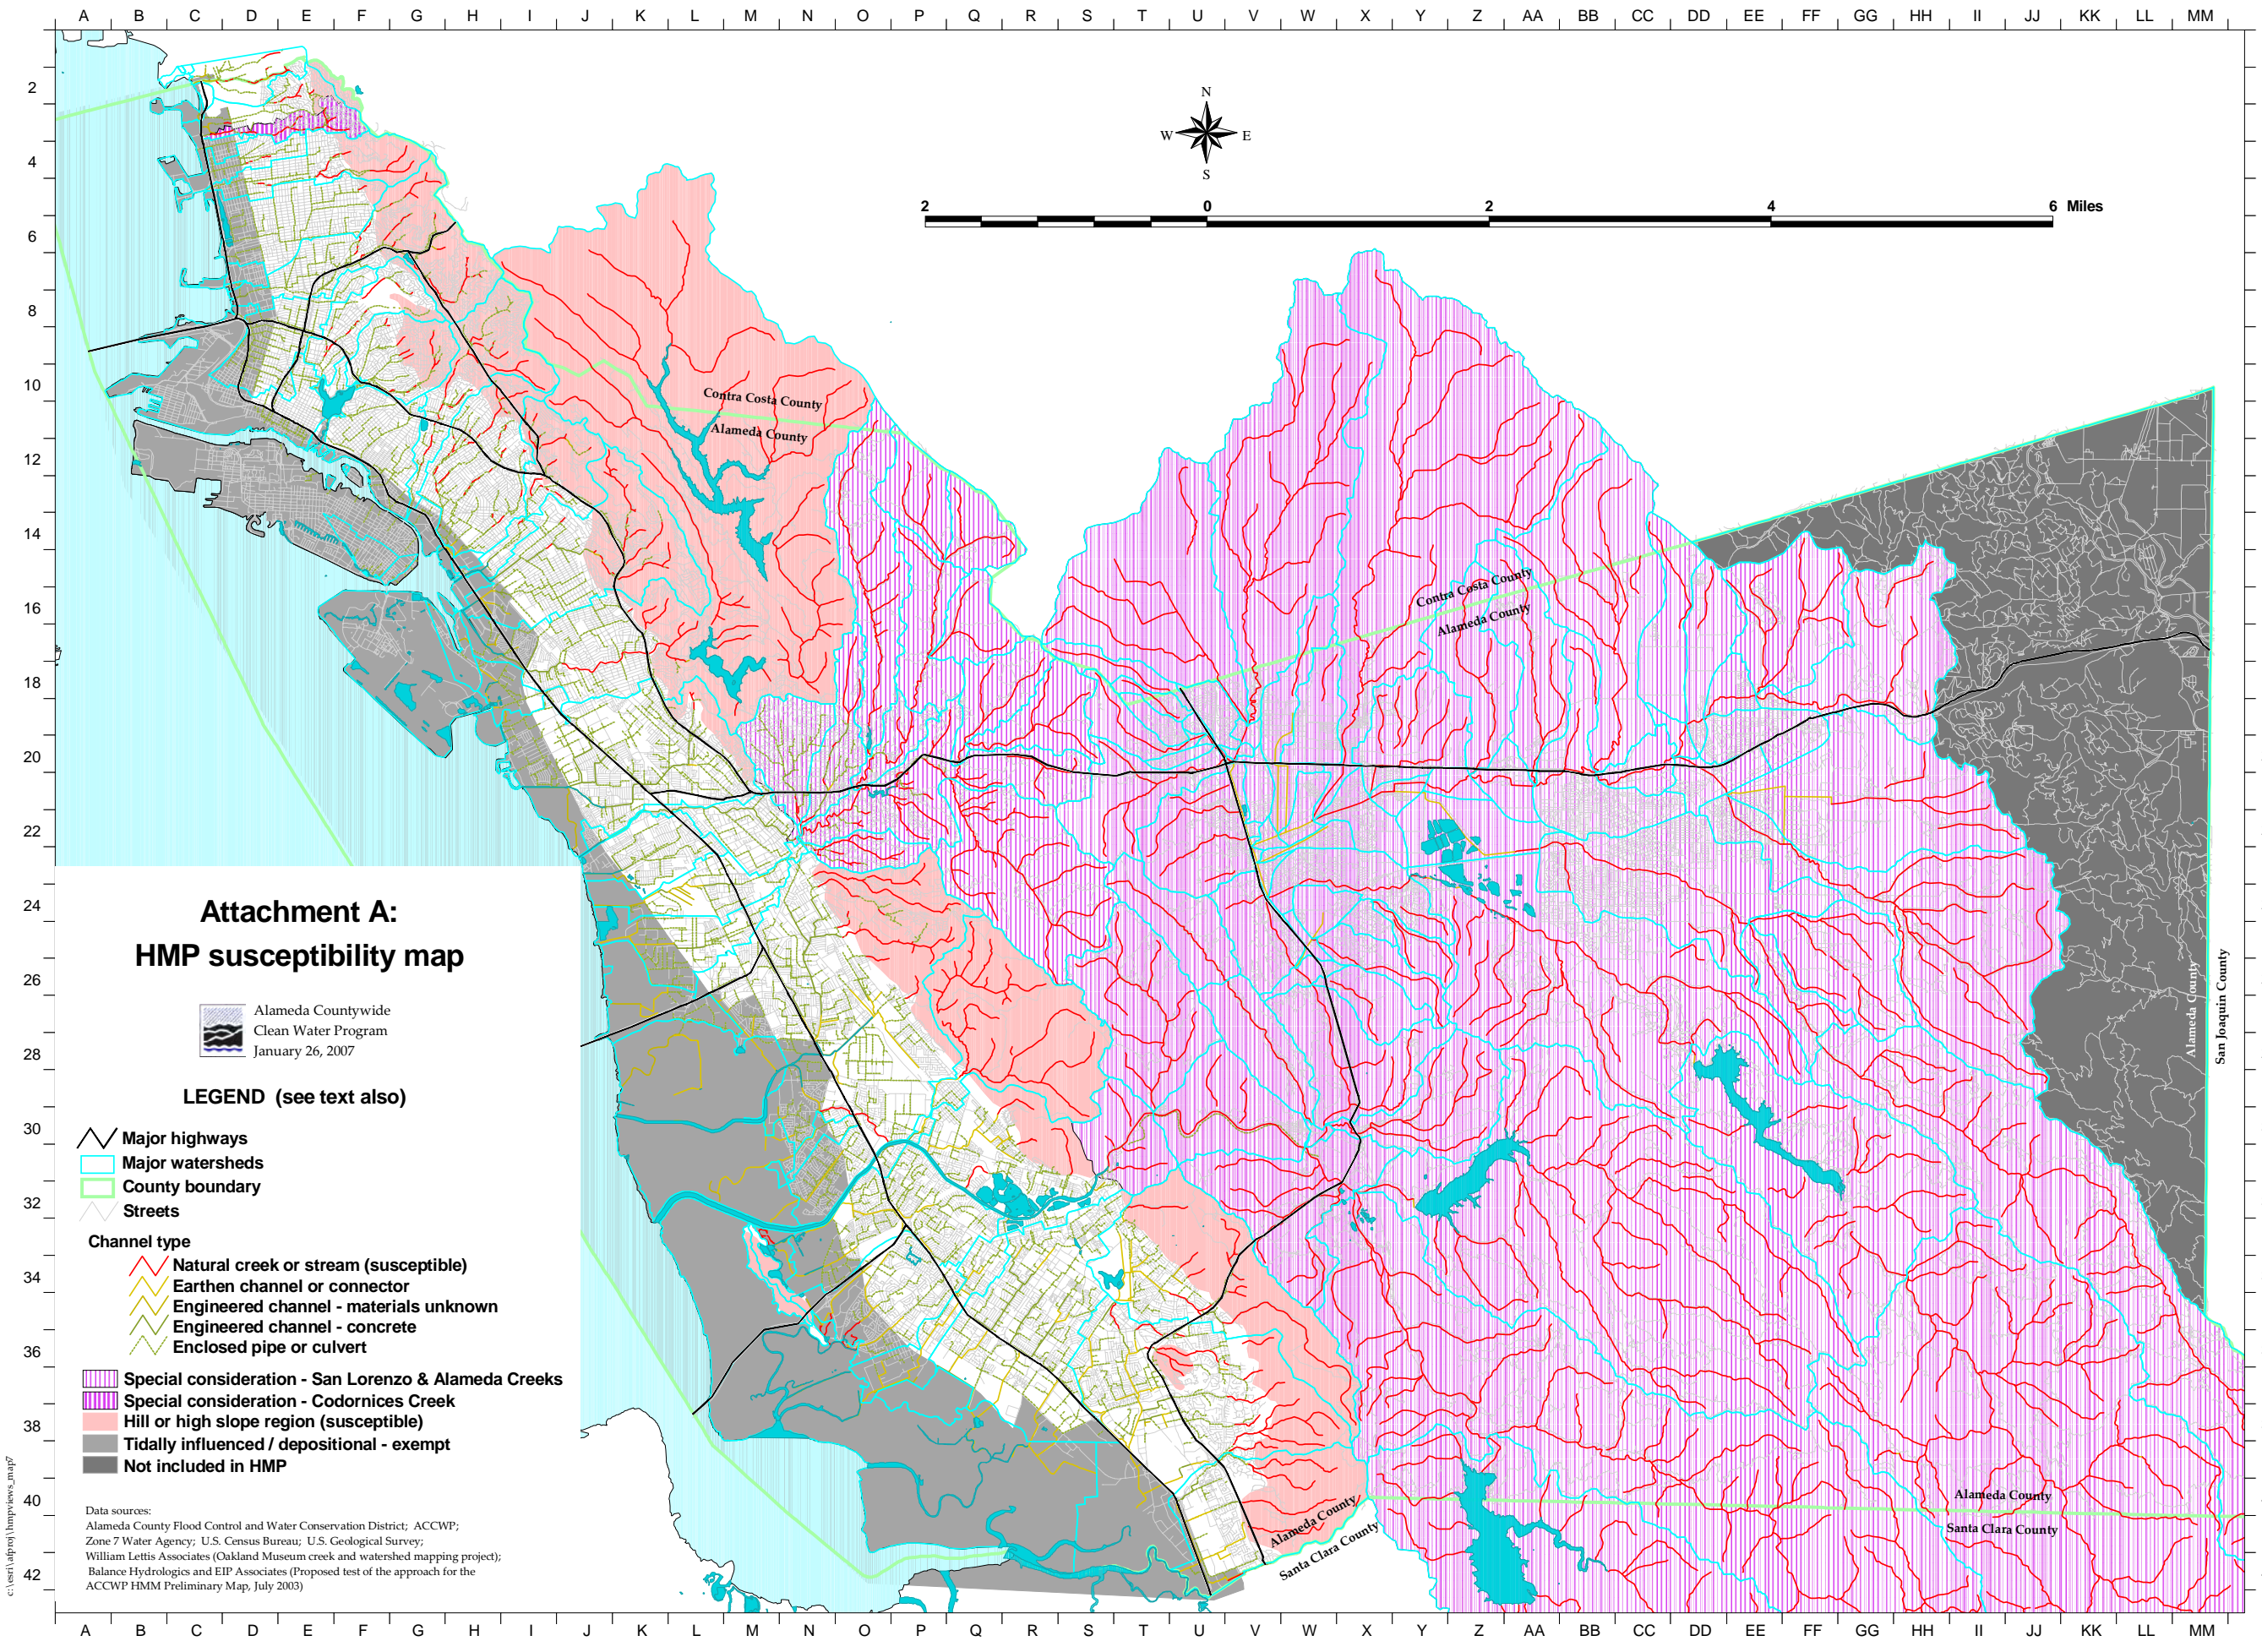 A B C D E F G H I J K L M N O P Q R S T U V W X Y Z AA BB CC DD EE FF GG HH II JJ KK LL MM
2
4
6
8
10
12
14
16
18
20
22
24
26
28
30
32
34
36
38
40
42
N
W E
S
2 0 2 4 6 Miles
Contra Costa County
Alameda County
Contra Costa County
Alameda County
Alameda County
San Joaquin County
Alameda County
Santa Clara County
Alameda County
Santa Clara County
Attachment A:
HMP susceptibility map
Alameda Countywide
Clean Water Program
January 26, 2007
LEGEND (see text also)
Major highways
Major watersheds
County boundary
Streets
Channel type
Natural creek or stream (susceptible)
Earthen channel or connector
Engineered channel - materials unknown
Engineered channel - concrete
Enclosed pipe or culvert
Special consideration - San Lorenzo & Alameda Creeks
Special consideration - Codornices Creek
Hill or high slope region (susceptible)
Tidally influenced / depositional - exempt
Not included in HMP
Data sources:
Alameda County Flood Control and Water Conservation District; ACCWP;
Zone 7 Water Agency; U.S. Census Bureau; U.S. Geological Survey;
William Lettis Associates (Oakland Museum creek and watershed mapping project);
Balance Hydrologics and EIP Associates (Proposed test of the approach for the
ACCWP HMM Preliminary Map, July 2003)
c:\esri\afproj\hmpviews_map7
A B C D E F G H I J K L M N O P Q R S T U V W X Y Z AA BB CC DD EE FF GG HH II JJ KK LL MM